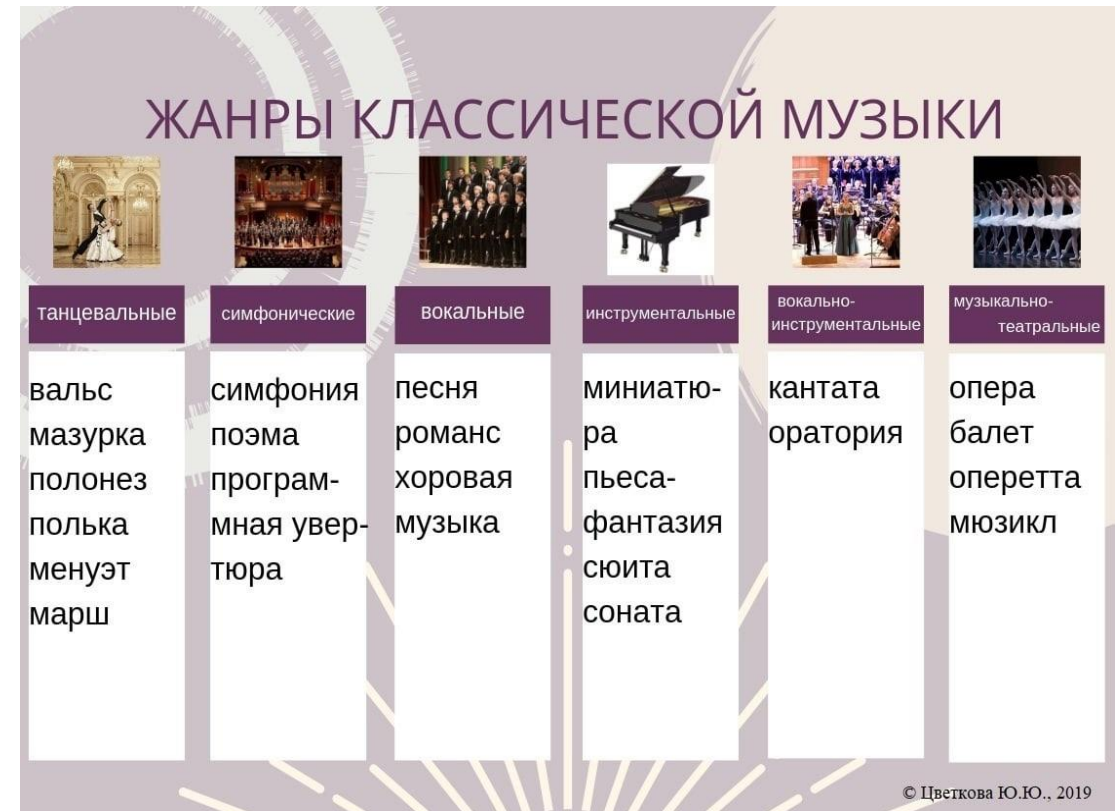 ЖАНРЫ КЛАССИЧЕСКОЙ МУЗЫКИ
танцевальные
вальс
мазурка
полонез
полька
менуэт
марш
симфонические
симфония
поэма
програм-
мная увер-
тюра
вокальные
песня
романс
хоровая
музыка
инструментальные
миниатю-
ра
пьеса-
фантазия
сюита
соната
вокально-
инструментальные
кантата
оратория
музыкально-
театральные
опера
балет
оперетта
мюзикл
© Цветкова Ю.Ю., 2019